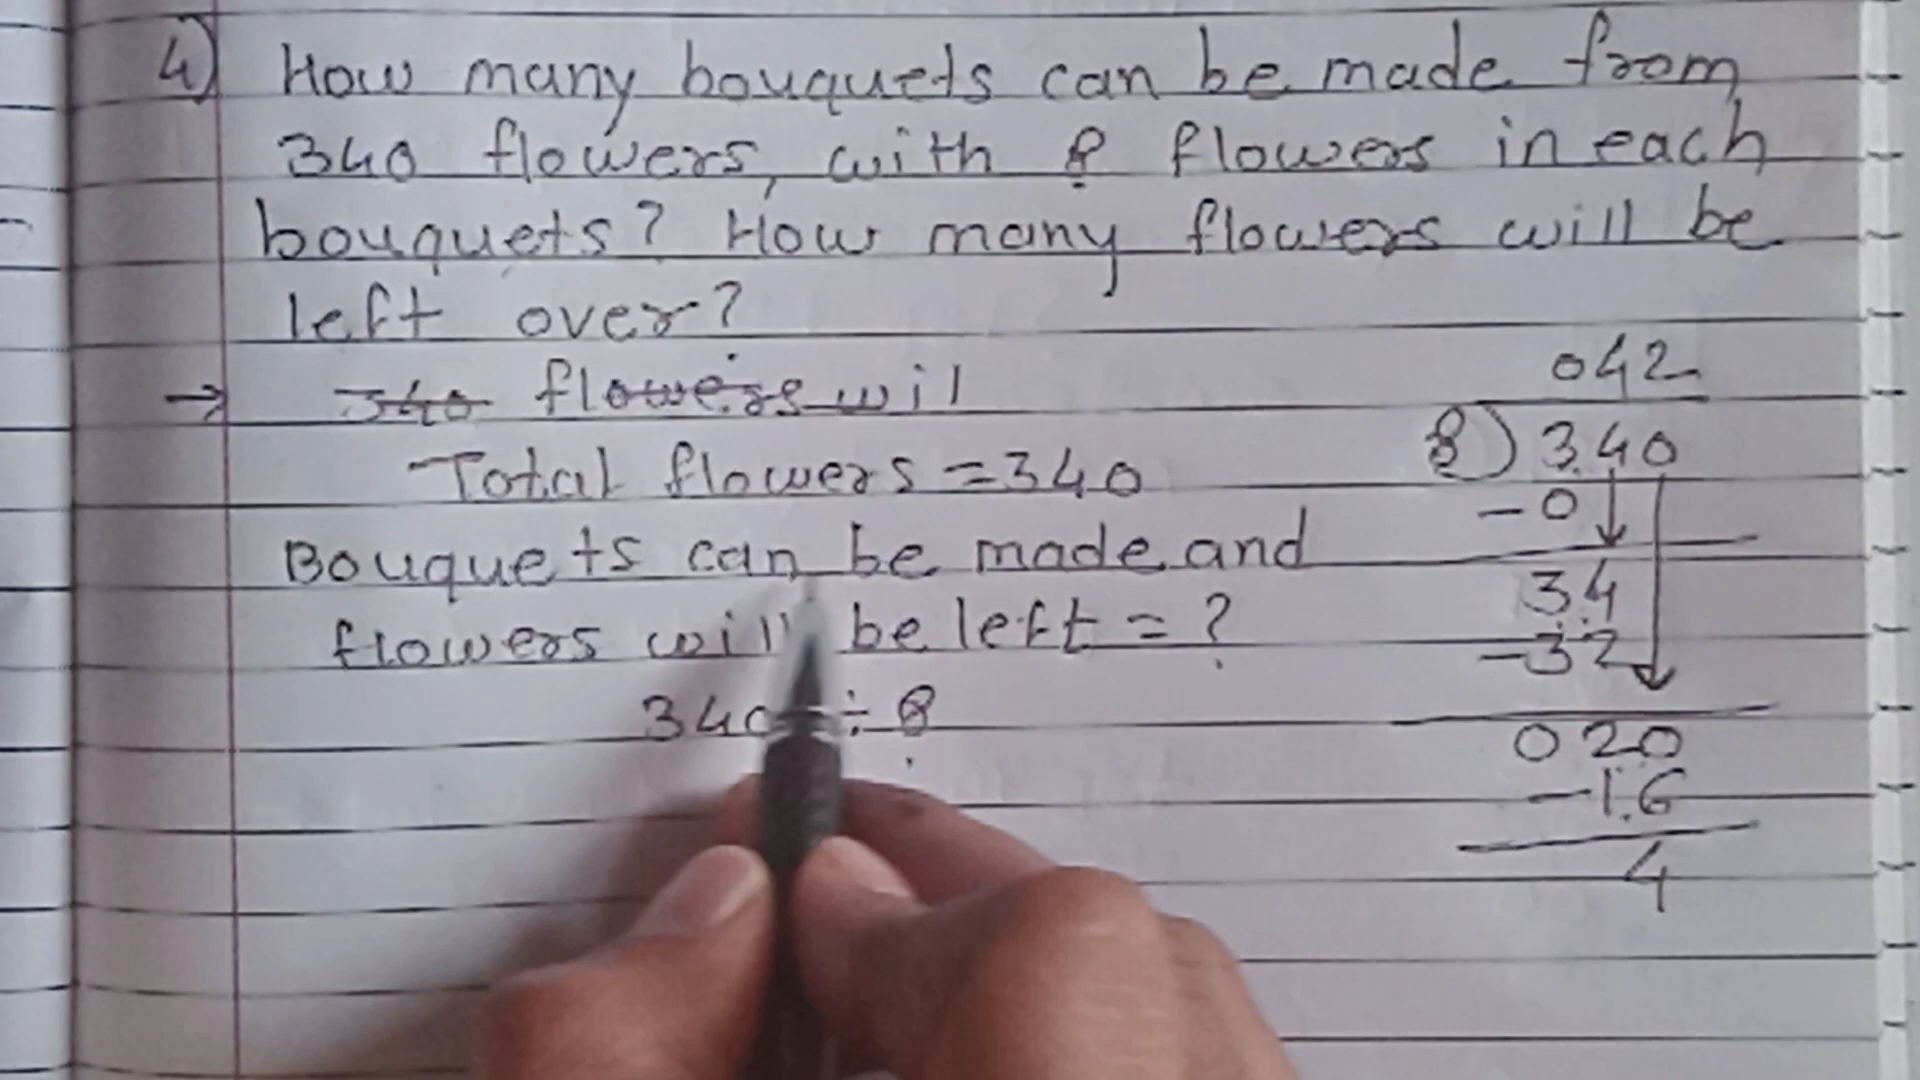 4) How many bouquets can be made from
340 flowers, with 8 flowers in each
bouquets? How many flowers will be
left over?
→ 340 flowers wil
Total flowers = 340
Bouquets can be made and
flowers will be left = ?
340 ÷ 8
042
8) 340
- 0
34
- 32
020
- 16
4